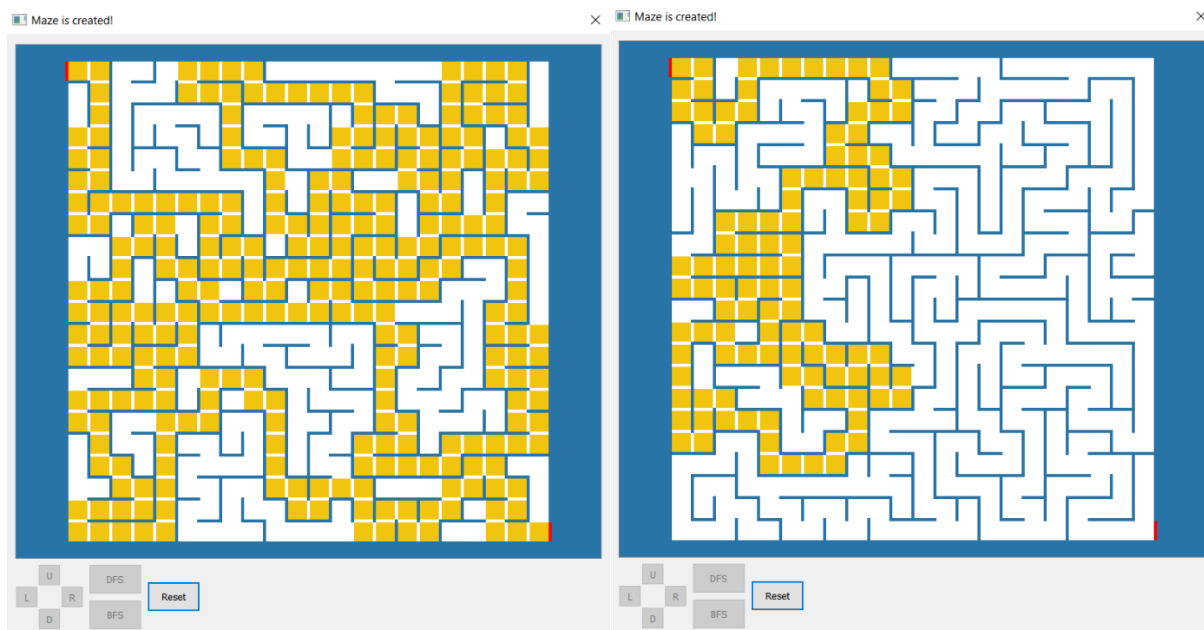 Maze is created!
U
L
R
D
DFS
BFS
Reset
Maze is created!
U
L
R
D
DFS
BFS
Reset